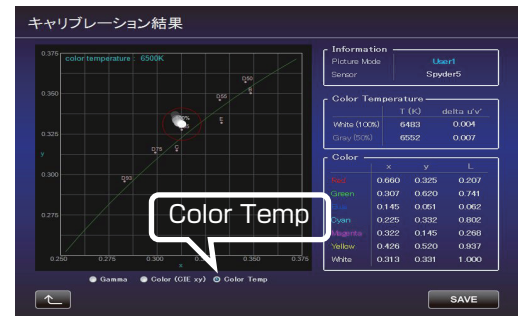 キャリブレーション結果
color temperature : 6500K
0.375
0.350
0.325
y
0.300
0.275
0.250
0.275
0.300
0.350
0.375
x
D50
B
D55
E
D75
C
D93
Color Temp
Gamma
Color (CIE xy)
Color Temp
Information
Picture Mode User1
Sensor Spyder5
Color Temperature
T (K) delta u'v'
White (100%) 6483 0.004
Gray (50%) 6552 0.007
Color
x y L
Red 0.660 0.325 0.207
Green 0.307 0.620 0.741
Blue 0.145 0.051 0.062
Cyan 0.225 0.332 0.802
Magenta 0.322 0.145 0.268
Yellow 0.426 0.520 0.937
White 0.313 0.331 1.000
SAVE